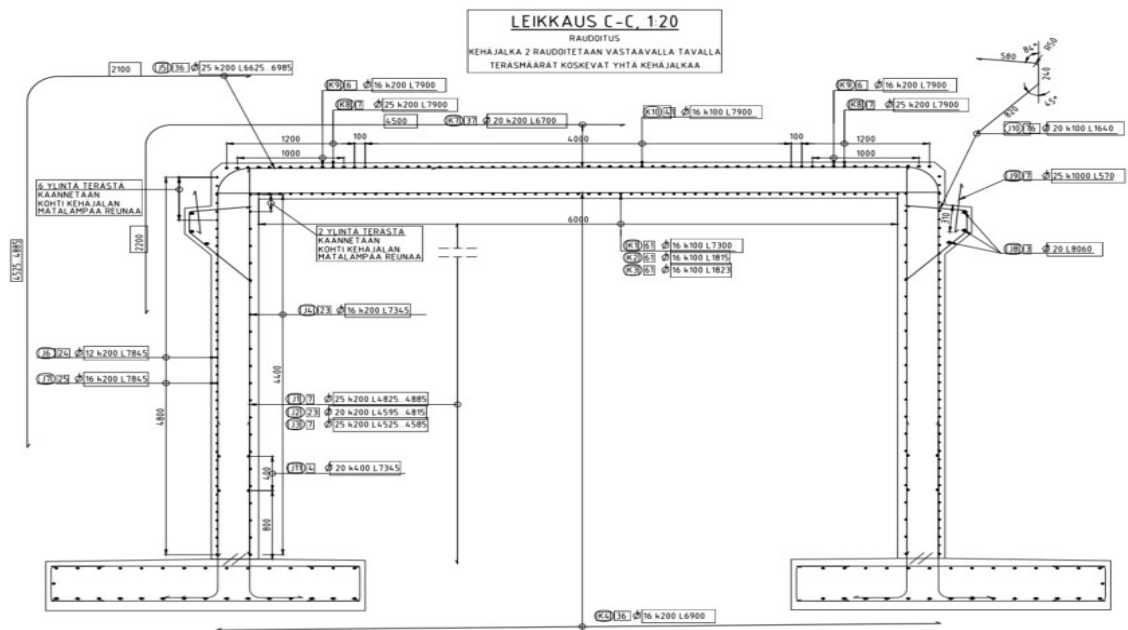 LEIKKAUS C-C, 1:20
RAUDOITUS
KEHÄJALKA 2 RAUDOITETAAN VASTAAVALLA TAVALLA
TERÄSMÄÄRÄT KOSKEVAT YHTÄ KEHÄJALKAA
2100
J5 36 Ø 25 k200 L6625...6985
K9 6 Ø 16 k200 L7900
K8 7 Ø 25 k200 L7900
4500
K7 37 Ø 20 k200 L6700
K10 41 Ø 16 k100 L7900
K9 6 Ø 16 k200 L7900
K8 7 Ø 25 k200 L7900
580
84°
R50
240
45°
820
J10 76 Ø 20 k100 L1640
1200
100
4000
100
1200
1000
1000
J9 7 Ø 25 k1000 L570
6 YLINTÄ TERÄSTÄ
KÄÄNNETÄÄN
KOHTI KEHÄJALAN
MATALAMPAA REUNAA
310
6000
2 YLINTÄ TERÄSTÄ
KÄÄNNETÄÄN
KOHTI KEHÄJALAN
MATALAMPAA REUNAA
2200
4525...4885
K1 61 Ø 16 k100 L7300
K2 61 Ø 16 k100 L1815
K3 61 Ø 16 k100 L1823
J8 3 Ø 20 L8060
J4 23 Ø 16 k200 L7345
J6 24 Ø 12 k200 L7845
J7 25 Ø 16 k200 L7845
4400
4800
J1 7 Ø 25 k200 L4825...4885
J2 23 Ø 20 k200 L4595...4815
J3 7 Ø 25 k200 L4525...4585
J11 4 Ø 20 k400 L7345
400
800
K4 36 Ø 16 k200 L6900